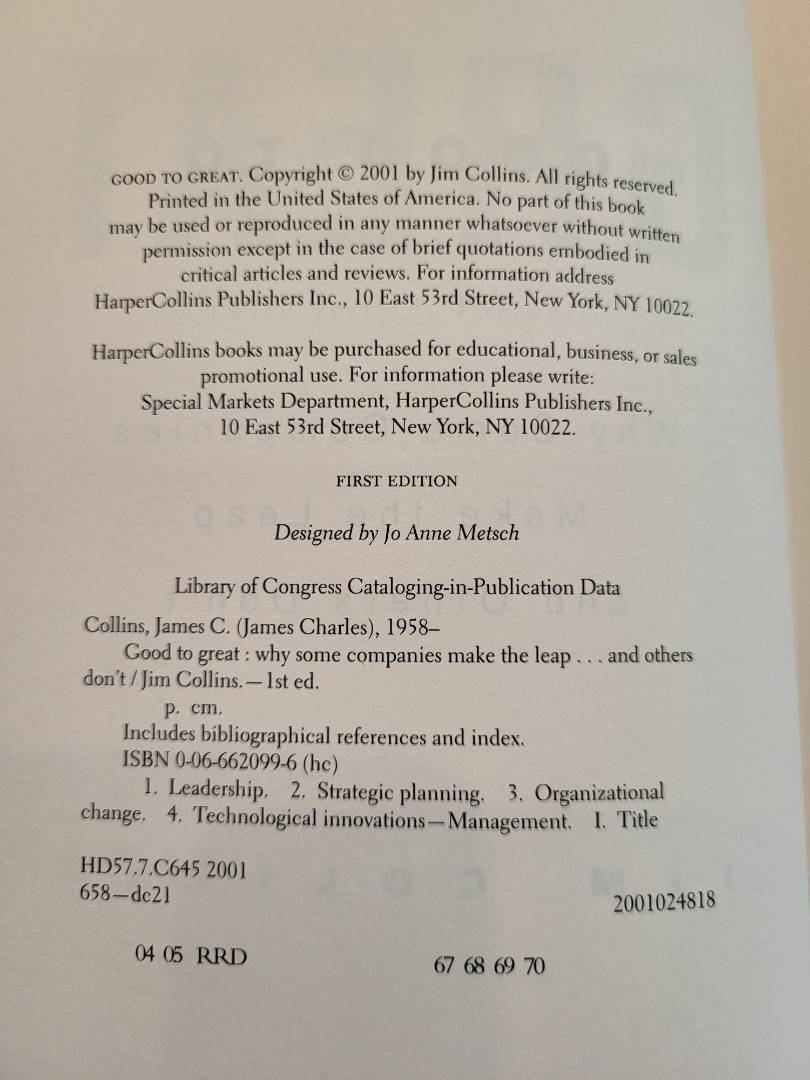 GOOD TO GREAT. Copyright © 2001 by Jim Collins. All rights reserved.
Printed in the United States of America. No part of this book
may be used or reproduced in any manner whatsoever without written
permission except in the case of brief quotations embodied in
critical articles and reviews. For information address
HarperCollins Publishers Inc., 10 East 53rd Street, New York, NY 10022.
HarperCollins books may be purchased for educational, business, or sales
promotional use. For information please write:
Special Markets Department, HarperCollins Publishers Inc.,
10 East 53rd Street, New York, NY 10022.
FIRST EDITION
Designed by Jo Anne Metsch
Library of Congress Cataloging-in-Publication Data
Collins, James C. (James Charles), 1958–
Good to great : why some companies make the leap . . . and others
don't / Jim Collins.—1st ed.
p. cm.
Includes bibliographical references and index.
ISBN 0-06-662099-6 (hc)
1. Leadership. 2. Strategic planning. 3. Organizational
change. 4. Technological innovations—Management. I. Title
HD57.7.C645 2001
658—dc21
2001024818
04 05 RRD 67 68 69 70